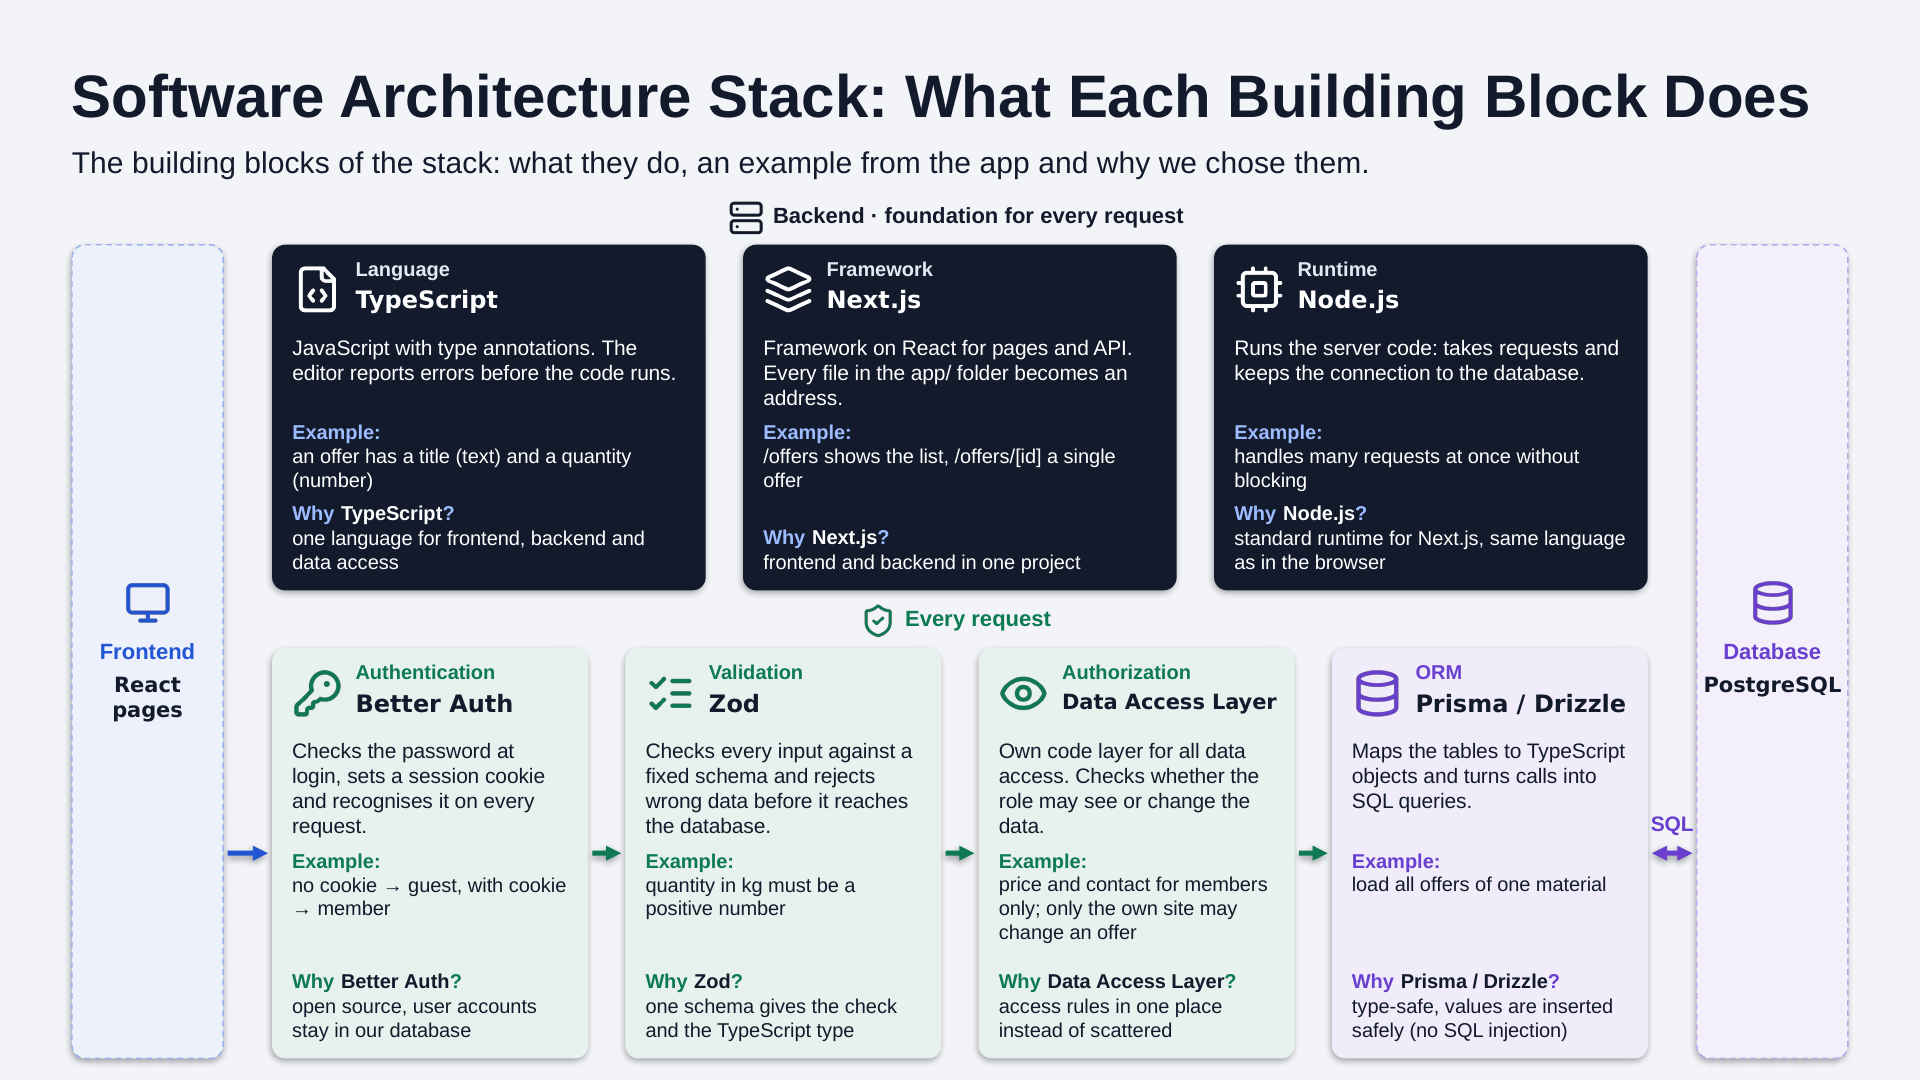 Software Architecture Stack: What Each Building Block Does
The building blocks of the stack: what they do, an example from the app and why we chose them.
Backend · foundation for every request
Frontend
React
pages
Language
TypeScript
JavaScript with type annotations. The
editor reports errors before the code runs.
Example:
an offer has a title (text) and a quantity
(number)
Why TypeScript?
one language for frontend, backend and
data access
Framework
Next.js
Framework on React for pages and API.
Every file in the app/ folder becomes an
address.
Example:
/offers shows the list, /offers/[id] a single
offer
Why Next.js?
frontend and backend in one project
Runtime
Node.js
Runs the server code: takes requests and
keeps the connection to the database.
Example:
handles many requests at once without
blocking
Why Node.js?
standard runtime for Next.js, same language
as in the browser
Every request
Authentication
Better Auth
Checks the password at
login, sets a session cookie
and recognises it on every
request.
Example:
no cookie → guest, with cookie
→ member
Why Better Auth?
open source, user accounts
stay in our database
Validation
Zod
Checks every input against a
fixed schema and rejects
wrong data before it reaches
the database.
Example:
quantity in kg must be a
positive number
Why Zod?
one schema gives the check
and the TypeScript type
Authorization
Data Access Layer
Own code layer for all data
access. Checks whether the
role may see or change the
data.
Example:
price and contact for members
only; only the own site may
change an offer
Why Data Access Layer?
access rules in one place
instead of scattered
ORM
Prisma / Drizzle
Maps the tables to TypeScript
objects and turns calls into
SQL queries.
Example:
load all offers of one material
Why Prisma / Drizzle?
type-safe, values are inserted
safely (no SQL injection)
SQL
Database
PostgreSQL